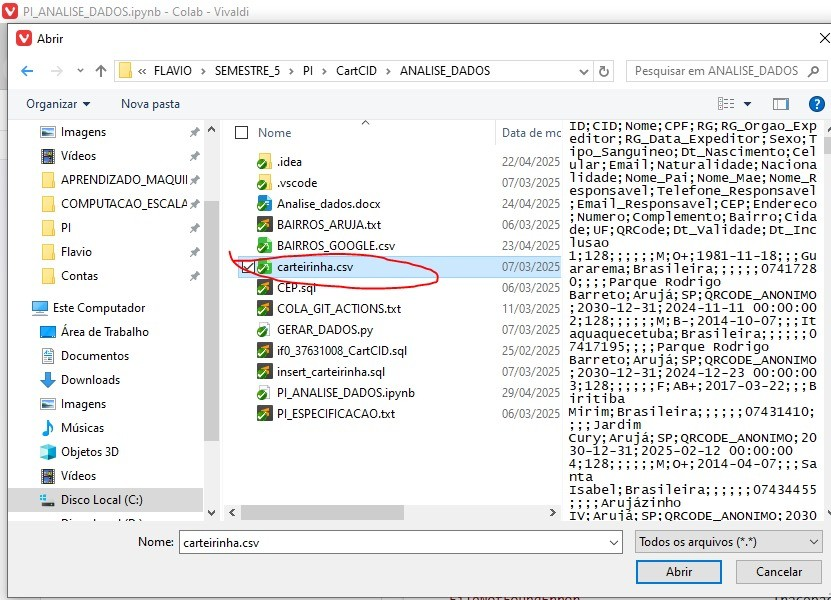 PI_ANALISE_DADOS.ipynb - Colab - Vivaldi
Abrir
« FLAVIO › SEMESTRE_5 › PI › CartCID › ANALISE_DADOS
Pesquisar em ANALISE_DADOS
Organizar
Nova pasta
Imagens
Vídeos
APRENDIZADO_MAQUI
COMPUTACAO_ESCALA
PI
Flavio
Contas
Este Computador
Área de Trabalho
Documentos
Downloads
Imagens
Músicas
Objetos 3D
Vídeos
Disco Local (C:)
Nome
Data de mo
.idea 22/04/2025
.vscode 07/03/2025
Analise_dados.docx 24/04/2025
BAIRROS_ARUJA.txt 06/03/2025
BAIRROS_GOOGLE.csv 23/04/2025
carteirinha.csv 07/03/2025
CEP.sql 06/03/2025
COLA_GIT_ACTIONS.txt 11/03/2025
GERAR_DADOS.py 07/03/2025
if0_37631008_CartCID.sql 25/02/2025
insert_carteirinha.sql 07/03/2025
PI_ANALISE_DADOS.ipynb 29/04/2025
PI_ESPECIFICACAO.txt 06/03/2025
ID;CID;Nome;CPF;RG;RG_Orgao_Exp
editor;RG_Data_Expeditor;Sexo;T
ipo_Sanguineo;Dt_Nascimento;Cel
ular;Email;Naturalidade;Naciona
lidade;Nome_Pai;Nome_Mae;Nome_R
esponsavel;Telefone_Responsavel
;Email_Responsavel;CEP;Endereco
;Numero;Complemento;Bairro;Cida
de;UF;QRCode;Dt_Validade;Dt_Inc
lusao
1;128;;;;;;M;O+;1981-11-18;;;Gu
ararema;Brasileira;;;;;;0741728
0;;;;Parque Rodrigo
Barreto;Arujá;SP;QRCODE_ANONIMO
;2030-12-31;2024-11-11 00:00:00
2;128;;;;;;M;B-;2014-10-07;;;It
aquaquecetuba;Brasileira;;;;;;0
07417195;;;;Parque Rodrigo
Barreto;Arujá;SP;QRCODE_ANONIMO
;2030-12-31;2024-12-23 00:00:00
3;128;;;;;;F;AB+;2017-03-22;;;B
iritiba
Mirim;Brasileira;;;;;;07431410;
;;;Jardim
Cury;Arujá;SP;QRCODE_ANONIMO;20
30-12-31;2025-02-12 00:00:00
4;128;;;;;;M;O+;2014-04-07;;;Sa
nta
Isabel;Brasileira;;;;;;07434455
;;;;Arujázinho
IV;Arujá;SP;QRCODE_ANONIMO;2030
Nome: carteirinha.csv
Todos os arquivos (*.*)
Abrir
Cancelar